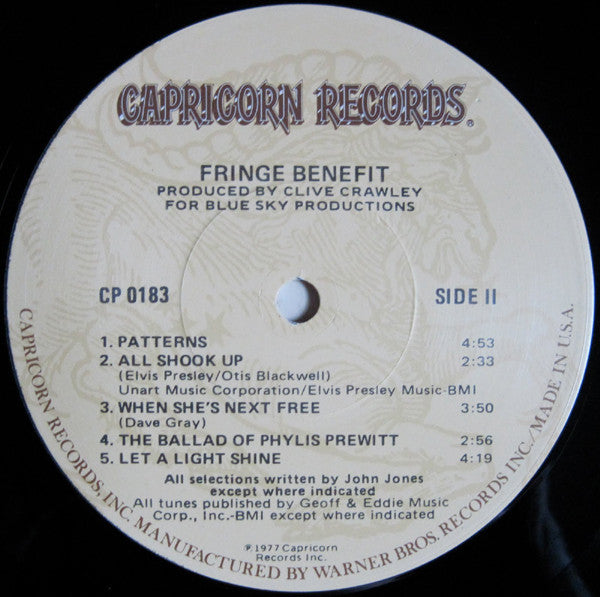 CAPRICORN RECORDS®
FRINGE BENEFIT
PRODUCED BY CLIVE CRAWLEY
FOR BLUE SKY PRODUCTIONS
CP 0183
SIDE II
1. PATTERNS 4:53
2. ALL SHOOK UP 2:33
(Elvis Presley/Otis Blackwell)
Unart Music Corporation/Elvis Presley Music-BMI
3. WHEN SHE'S NEXT FREE 3:50
(Dave Gray)
4. THE BALLAD OF PHYLIS PREWITT 2:56
5. LET A LIGHT SHINE 4:19
All selections written by John Jones
except where indicated
All tunes published by Geoff & Eddie Music
Corp., Inc.-BMI except where indicated
℗ 1977 Capricorn
Records Inc.
CAPRICORN RECORDS, INC. MANUFACTURED BY WARNER BROS. RECORDS INC./MADE IN U.S.A.